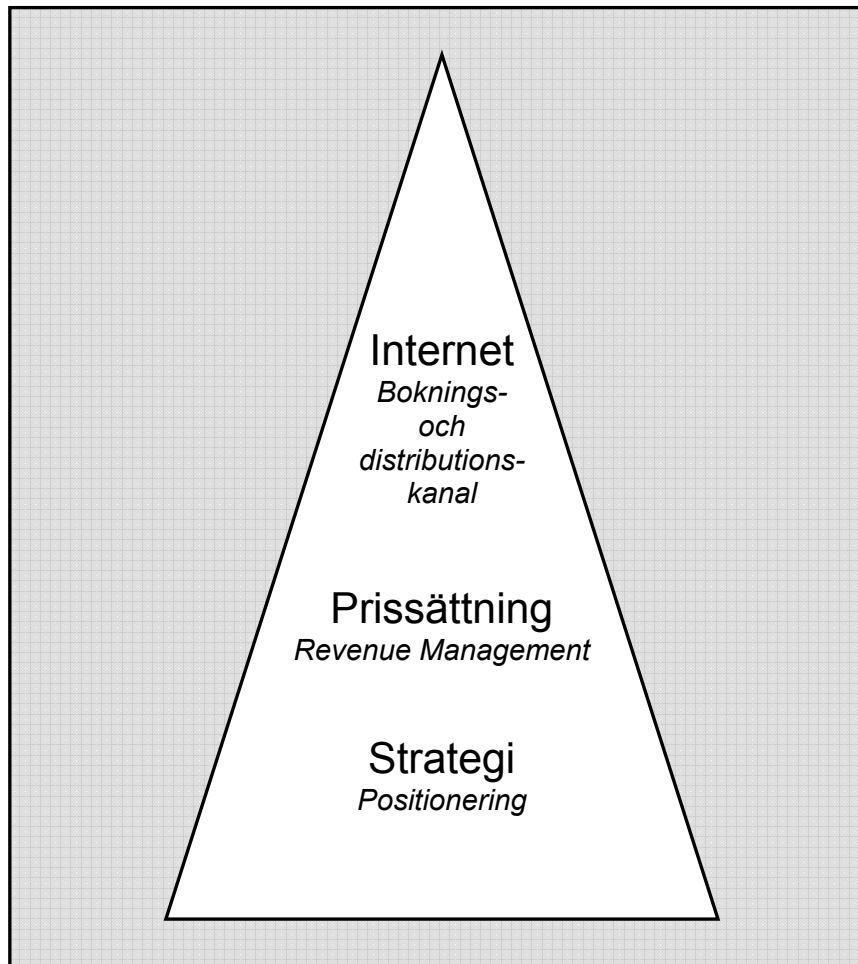 Internet
Boknings-
och
distributions-
kanal
Prissättning
Revenue Management
Strategi
Positionering